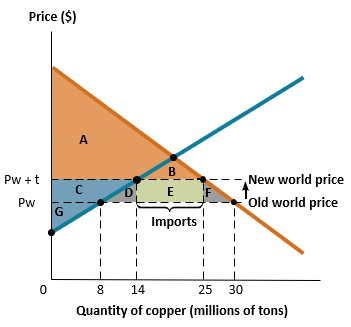 Price ($)
A
B
Pw + t
New world price
C
D
E
F
Pw
Old world price
G
Imports
0 8 14 25 30
Quantity of copper (millions of tons)